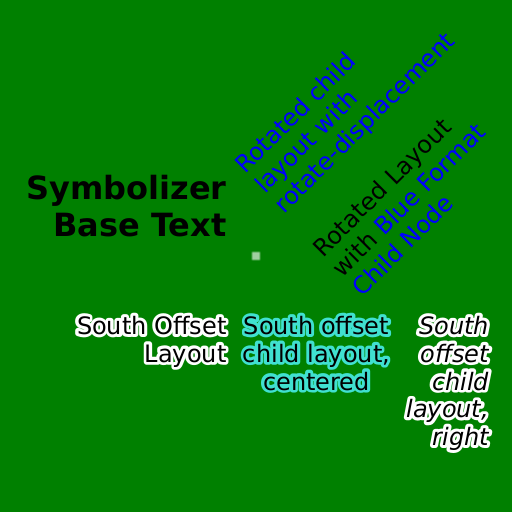 Rotated child
layout with
rotate-displacement
Rotated Layout
with Blue Format
Child Node
Symbolizer
Base Text
South Offset
Layout
South offset
child layout,
centered
South
offset
child
layout,
right